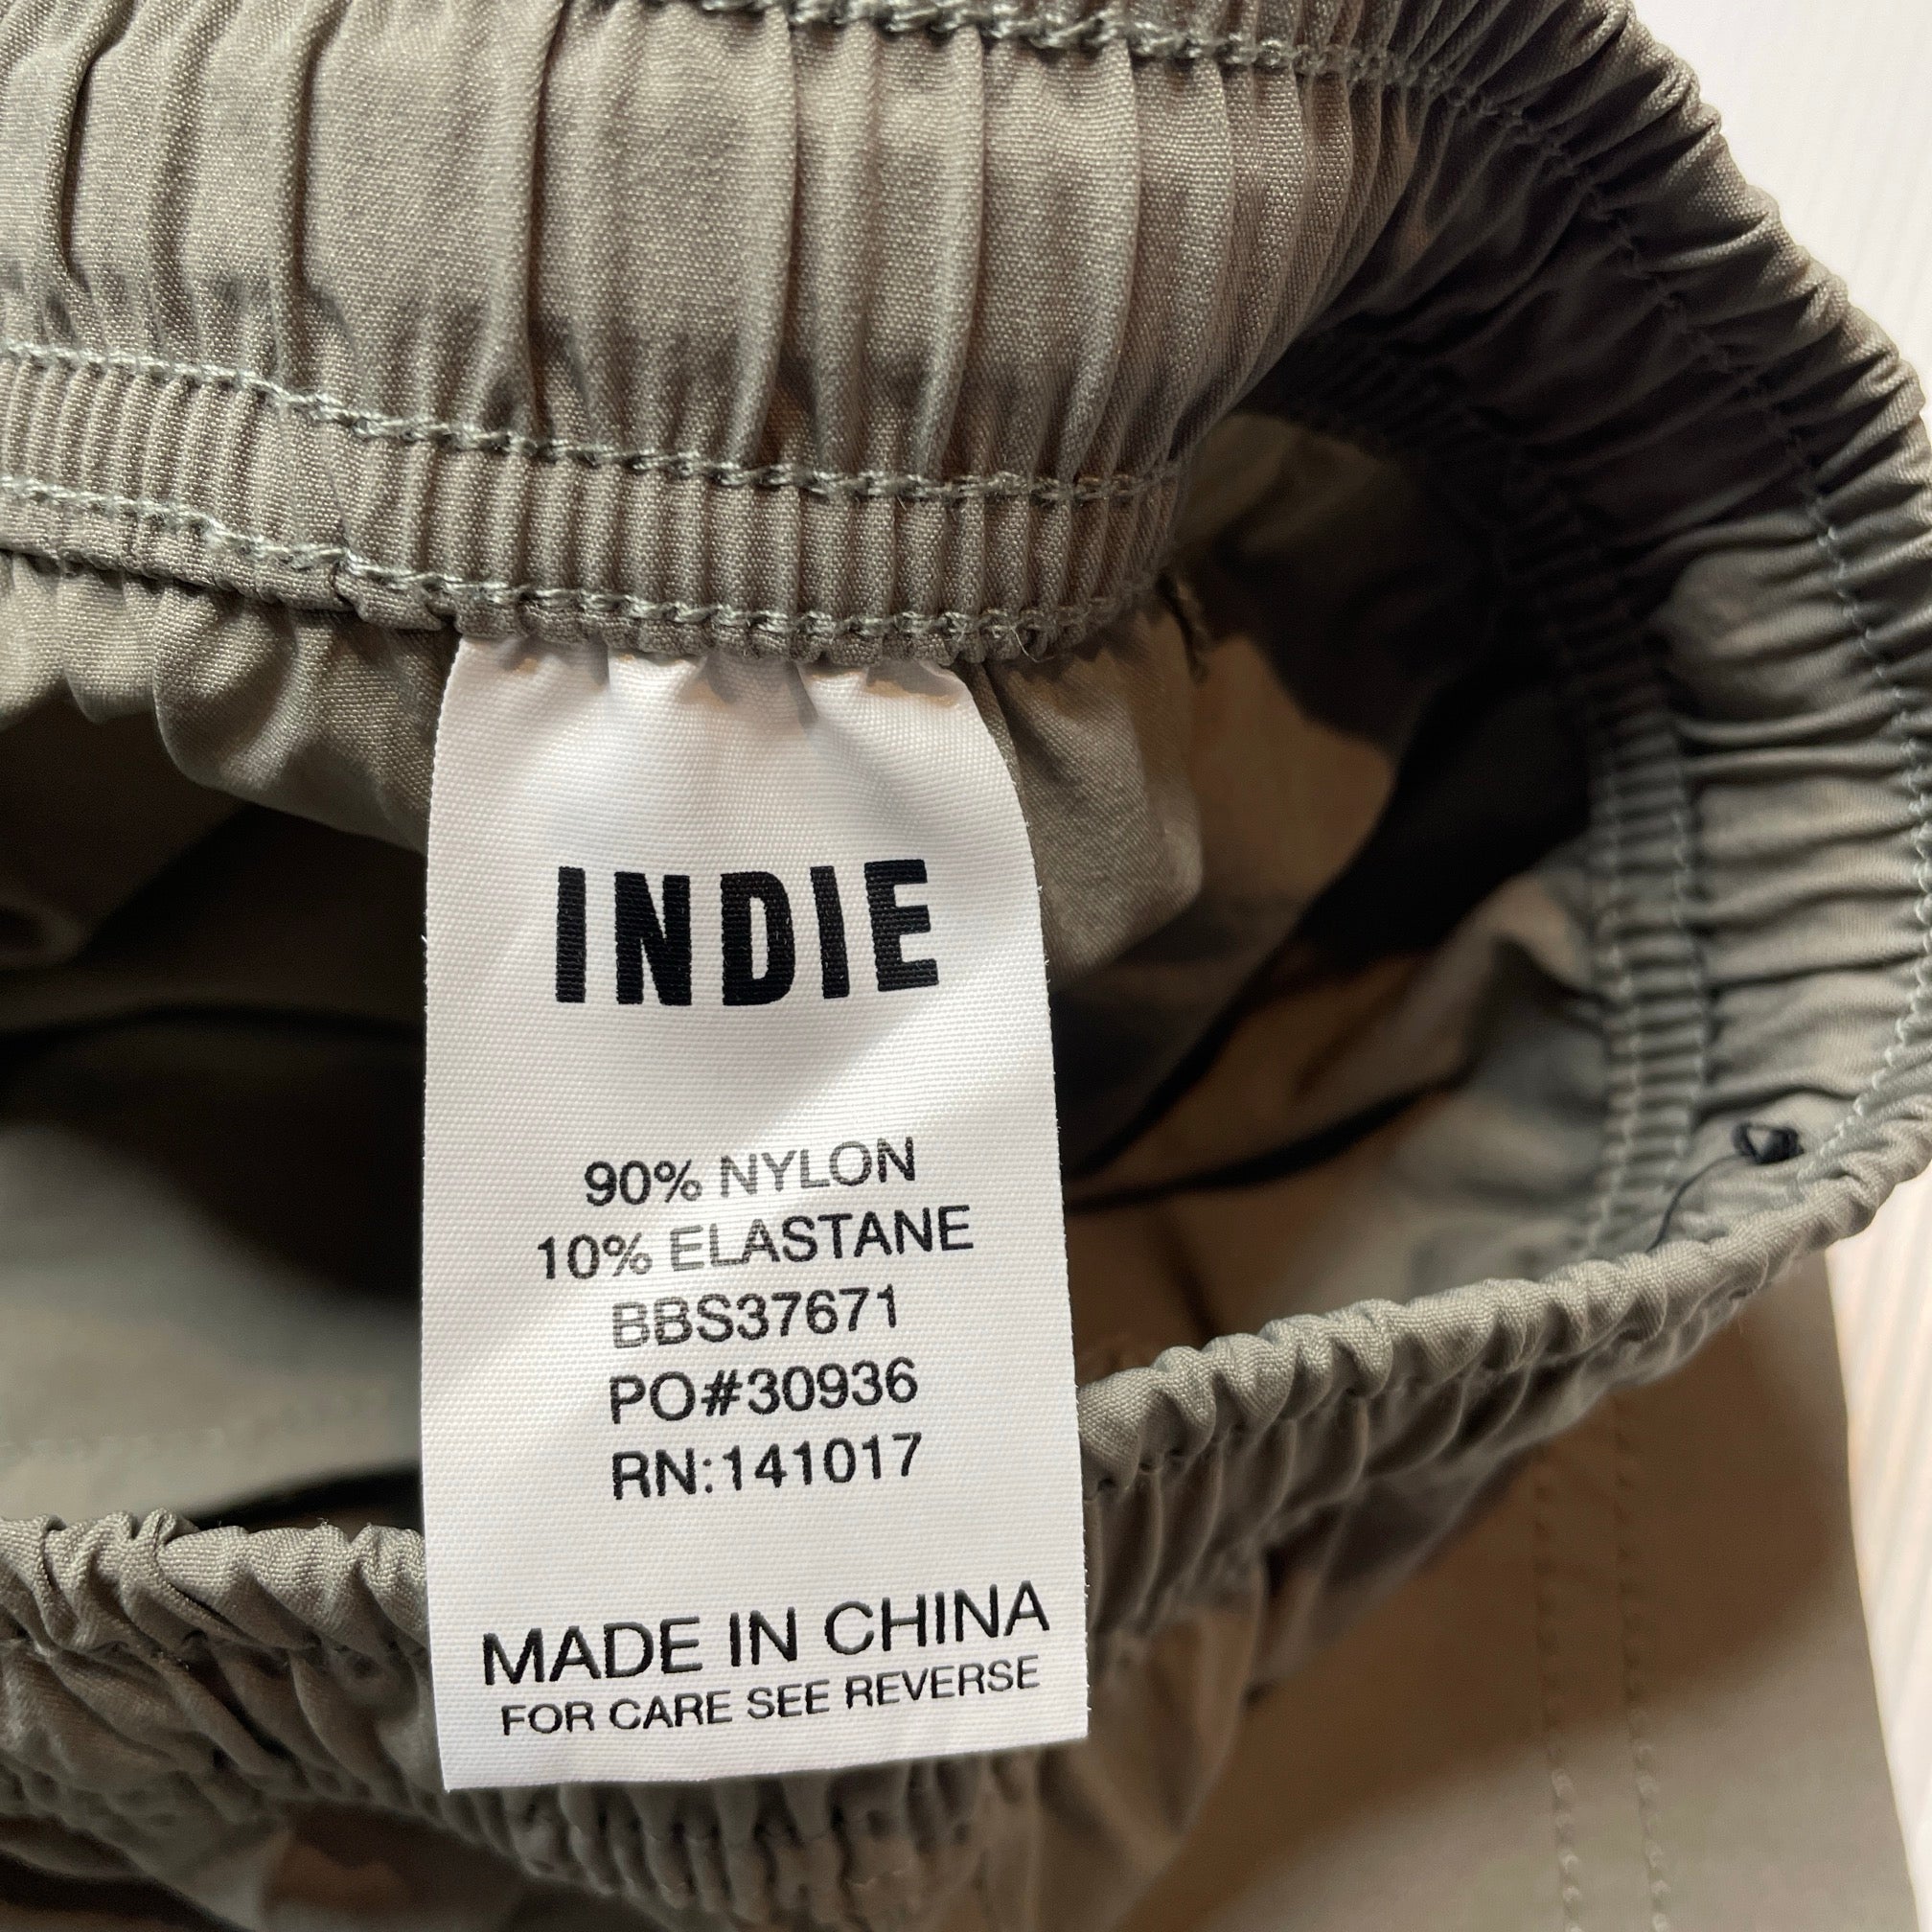 INDIE
90% NYLON
10% ELASTANE
BBS37671
PO#30936
RN:141017
MADE IN CHINA
FOR CARE SEE REVERSE